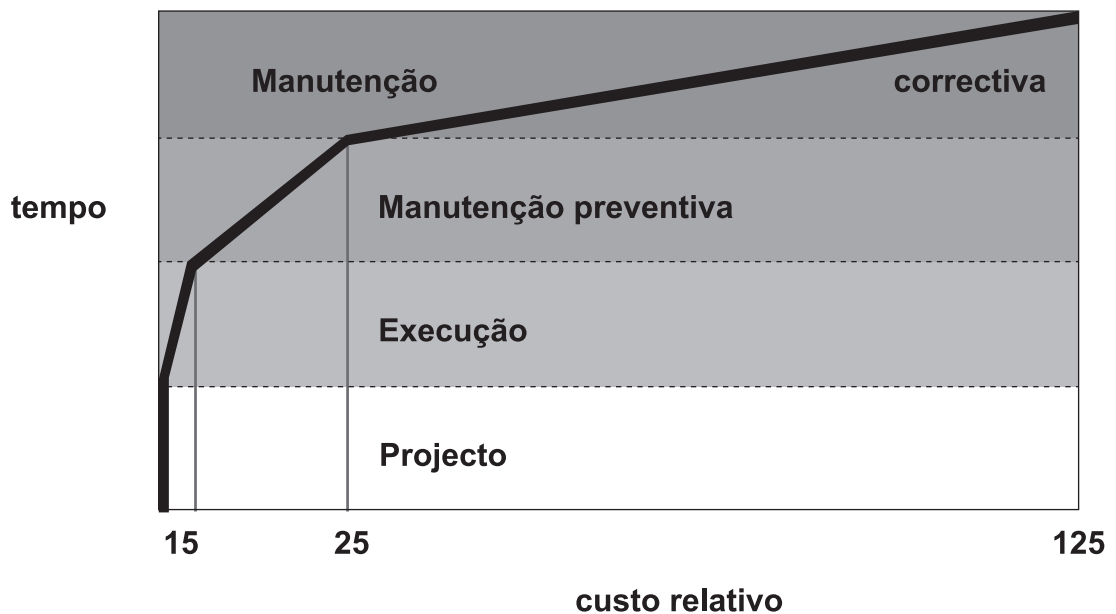 Manutenção correctiva
tempo
Manutenção preventiva
Execução
Projecto
15 25 125
custo relativo